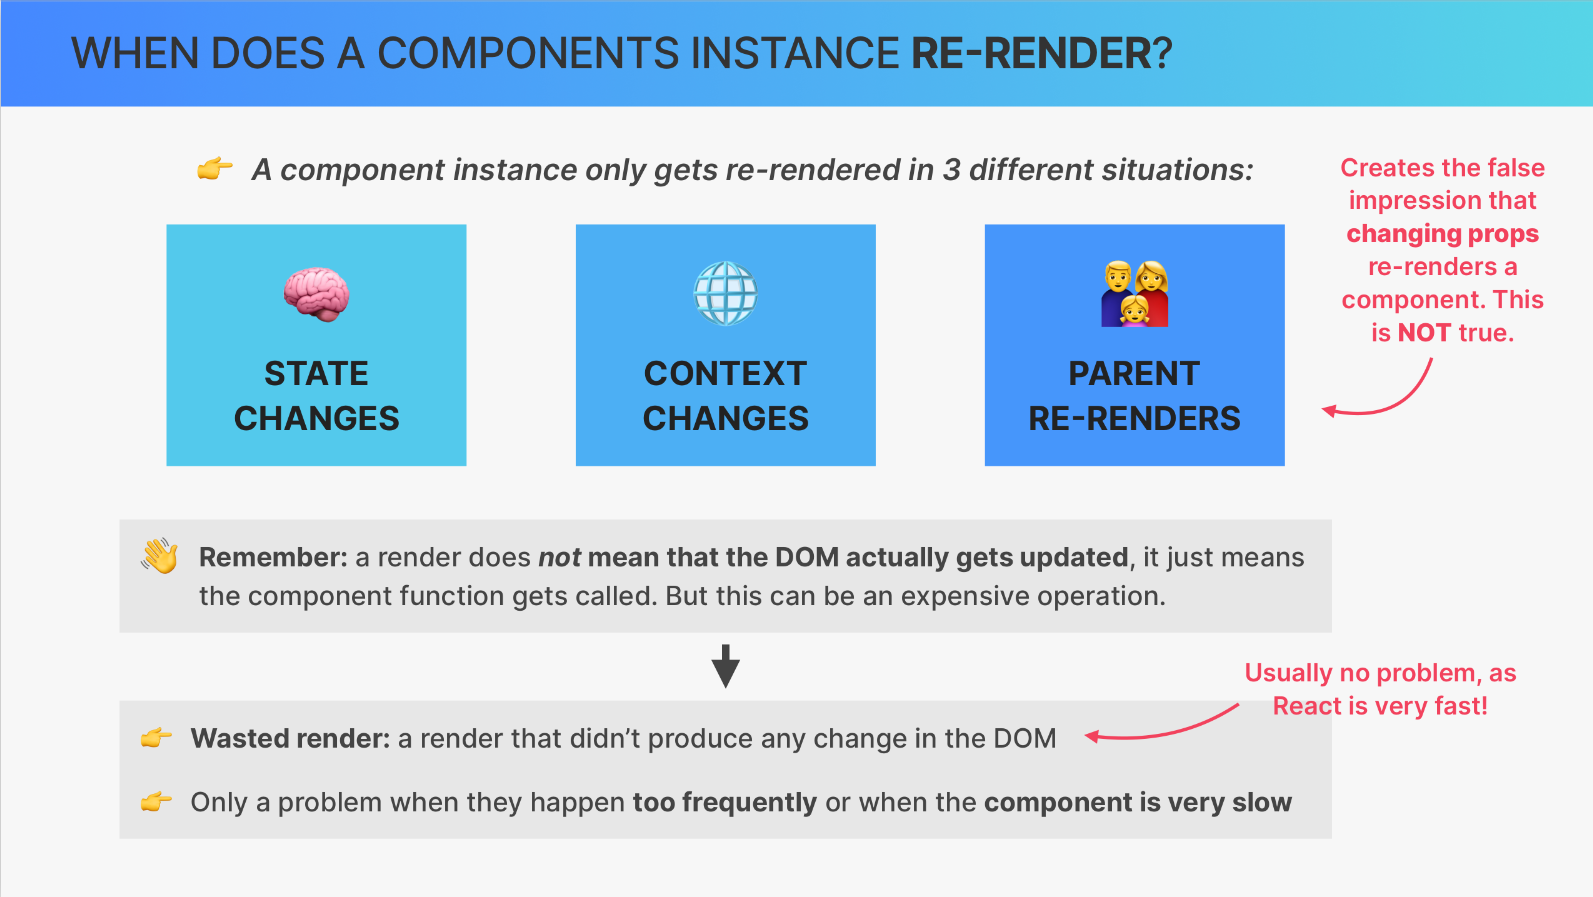 WHEN DOES A COMPONENTS INSTANCE RE-RENDER?
👉 A component instance only gets re-rendered in 3 different situations:
Creates the false
impression that
changing props
re-renders a
component. This
is NOT true.
STATE
CHANGES
CONTEXT
CHANGES
PARENT
RE-RENDERS
👋 Remember: a render does not mean that the DOM actually gets updated, it just means
the component function gets called. But this can be an expensive operation.
Usually no problem, as
React is very fast!
👉 Wasted render: a render that didn’t produce any change in the DOM
👉 Only a problem when they happen too frequently or when the component is very slow